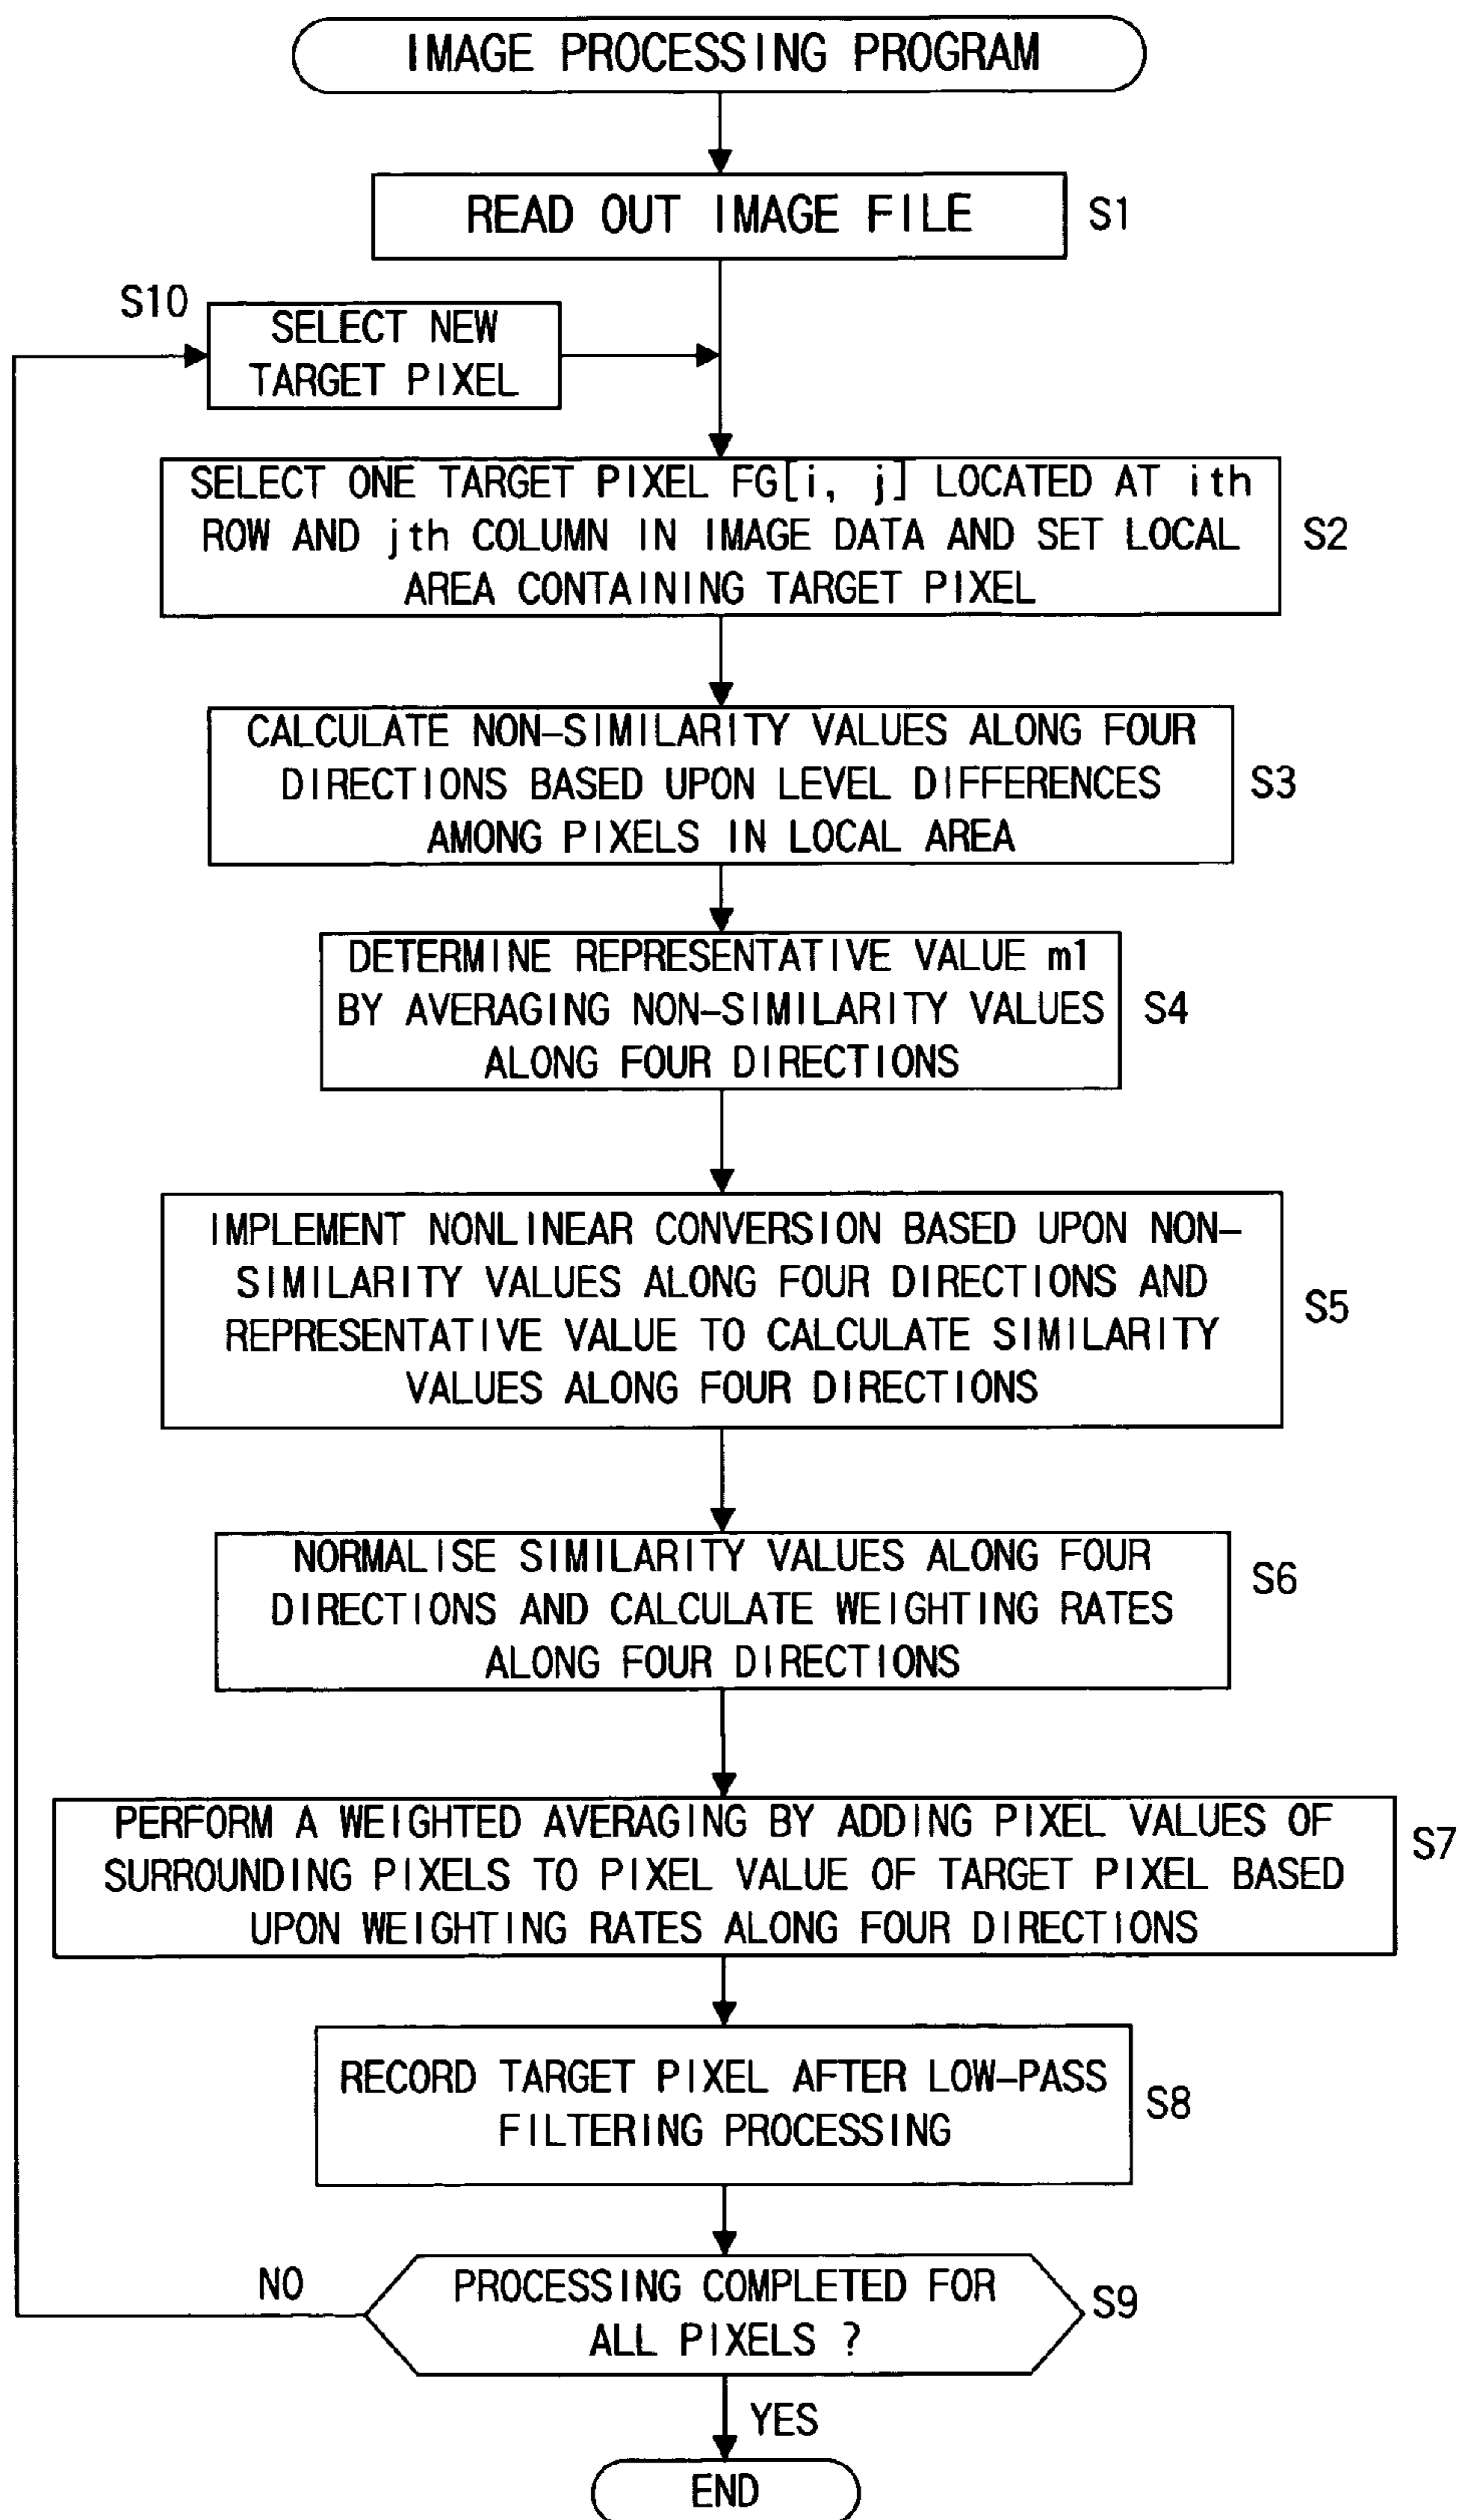 IMAGE PROCESSING PROGRAM
READ OUT IMAGE FILE
S1
S10
SELECT NEW
TARGET PIXEL
SELECT ONE TARGET PIXEL FG[i, j] LOCATED AT ith
ROW AND jth COLUMN IN IMAGE DATA AND SET LOCAL
AREA CONTAINING TARGET PIXEL
S2
CALCULATE NON-SIMILARITY VALUES ALONG FOUR
DIRECTIONS BASED UPON LEVEL DIFFERENCES
AMONG PIXELS IN LOCAL AREA
S3
DETERMINE REPRESENTATIVE VALUE m1
BY AVERAGING NON-SIMILARITY VALUES
ALONG FOUR DIRECTIONS
S4
IMPLEMENT NONLINEAR CONVERSION BASED UPON NON-
SIMILARITY VALUES ALONG FOUR DIRECTIONS AND
REPRESENTATIVE VALUE TO CALCULATE SIMILARITY
VALUES ALONG FOUR DIRECTIONS
S5
NORMALISE SIMILARITY VALUES ALONG FOUR
DIRECTIONS AND CALCULATE WEIGHTING RATES
ALONG FOUR DIRECTIONS
S6
PERFORM A WEIGHTED AVERAGING BY ADDING PIXEL VALUES OF
SURROUNDING PIXELS TO PIXEL VALUE OF TARGET PIXEL BASED
UPON WEIGHTING RATES ALONG FOUR DIRECTIONS
S7
RECORD TARGET PIXEL AFTER LOW-PASS
FILTERING PROCESSING
S8
NO
PROCESSING COMPLETED FOR
ALL PIXELS ?
S9
YES
END